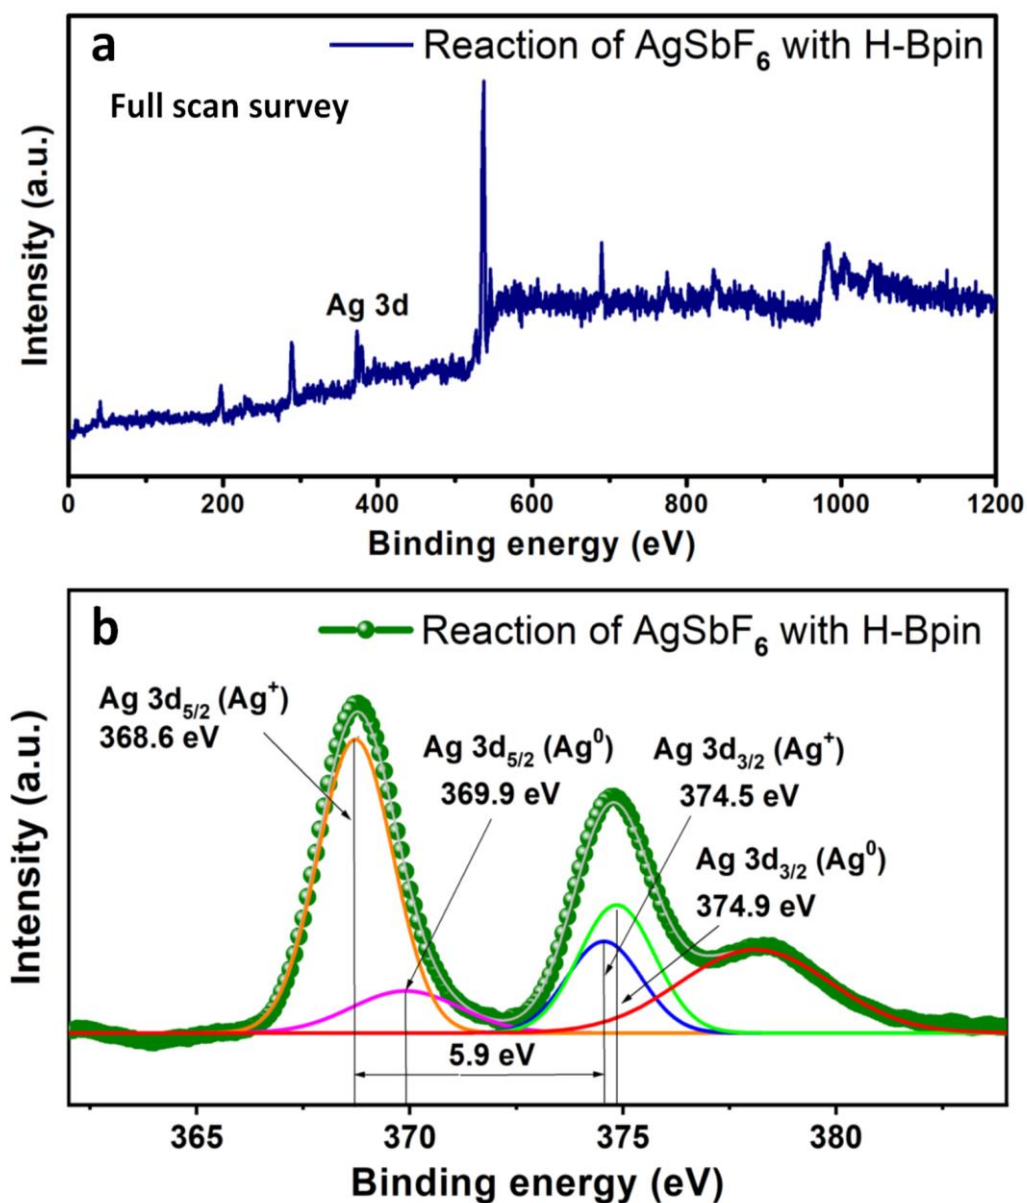 a
Reaction of AgSbF₆ with H-Bpin
Full scan survey
Ag 3d
Intensity (a.u.)
0 200 400 600 800 1000 1200
Binding energy (eV)
b
Reaction of AgSbF₆ with H-Bpin
Ag 3d₅/₂ (Ag⁺)
368.6 eV
Ag 3d₅/₂ (Ag⁰)
369.9 eV
Ag 3d₃/₂ (Ag⁺)
374.5 eV
Ag 3d₃/₂ (Ag⁰)
374.9 eV
5.9 eV
Intensity (a.u.)
365 370 375 380
Binding energy (eV)